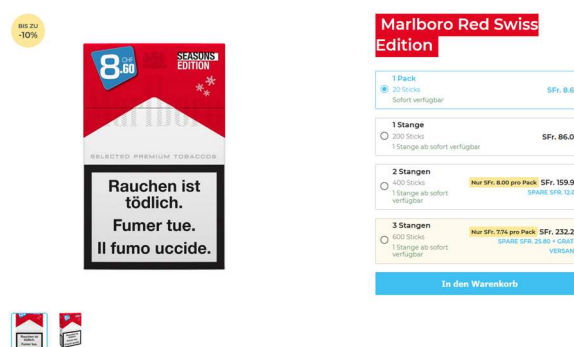 BIS ZU
-10%
8.60
CHF
SEASONS
EDITION
SELECTED PREMIUM TOBACCOS
Rauchen ist
tödlich.
Fumer tue.
Il fumo uccide.
Marlboro Red Swiss
Edition
1 Pack
20 Sticks
SFr. 8.6
Sofort verfügbar
1 Stange
200 Sticks
SFr. 86.0
1 Stange ab sofort verfügbar
2 Stangen
400 Sticks
Nur SFr. 8.00 pro Pack SFr. 159.9
1 Stange ab sofort
SPARE SFR. 12.0
verfügbar
3 Stangen
600 Sticks
Nur SFr. 7.74 pro Pack SFr. 232.2
1 Stange ab sofort
SPARE SFR. 25.80 + GRAT
verfügbar
VERSAN
In den Warenkorb